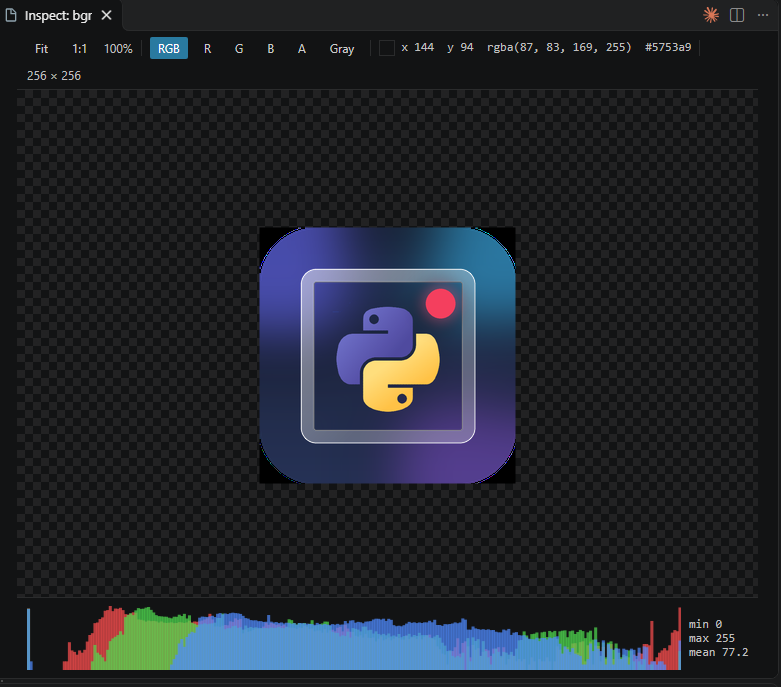 Inspect: bgr
Fit 1:1 100% RGB R G B A Gray x 144 y 94 rgba(87, 83, 169, 255) #5753a9
256 × 256
min 0
max 255
mean 77.2